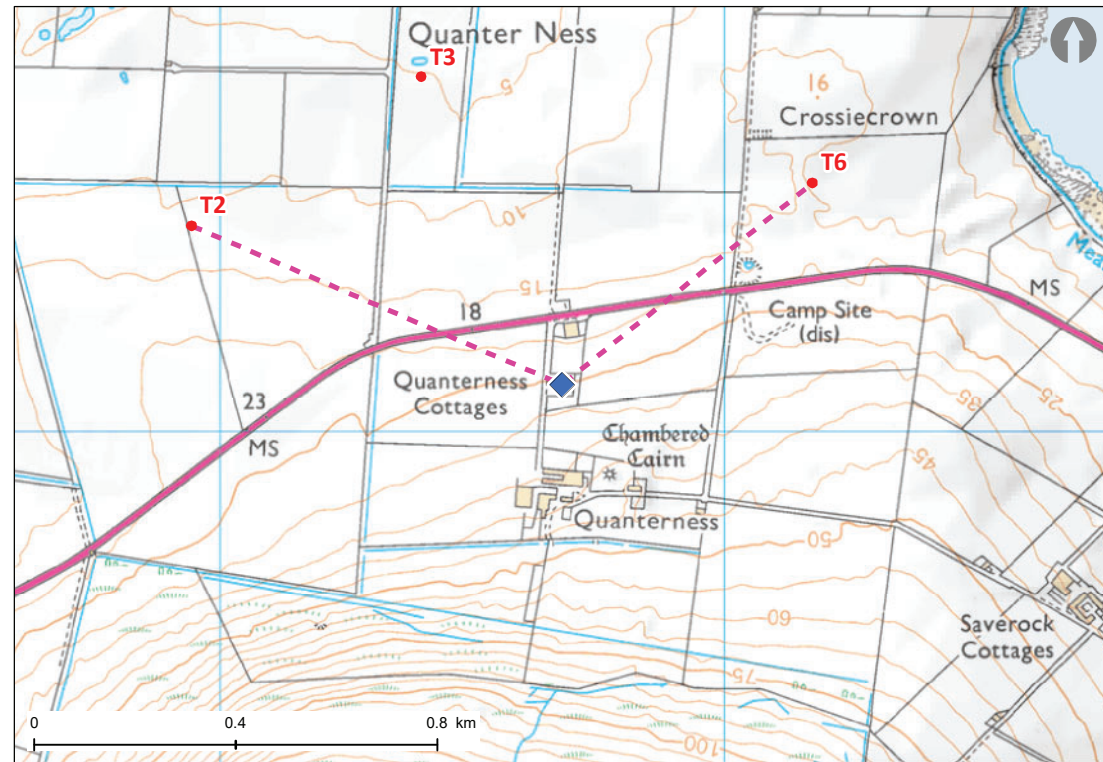 Quanter Ness
T3
5
16
Crossiecrown
T6
T2
10
15
18
MS
Camp Site
(dis)
Mea
Quanterness
Cottages
23
MS
35
25
Chambered
Cairn
45
Quanterness
50
60
Saverock
Cottages
75
100
0 0.4 0.8 km